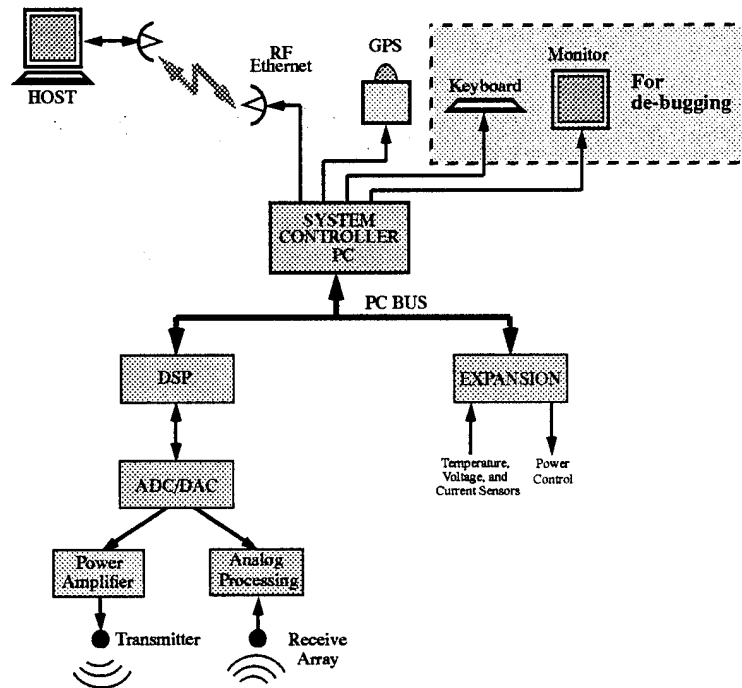 HOST
RF
Ethernet
GPS
Keyboard
Monitor
For
de-bugging
SYSTEM
CONTROLLER
PC
PC BUS
DSP
EXPANSION
Temperature,
Voltage, and
Current Sensors
Power
Control
ADC/DAC
Power
Amplifier
Analog
Processing
Transmitter
Receive
Array